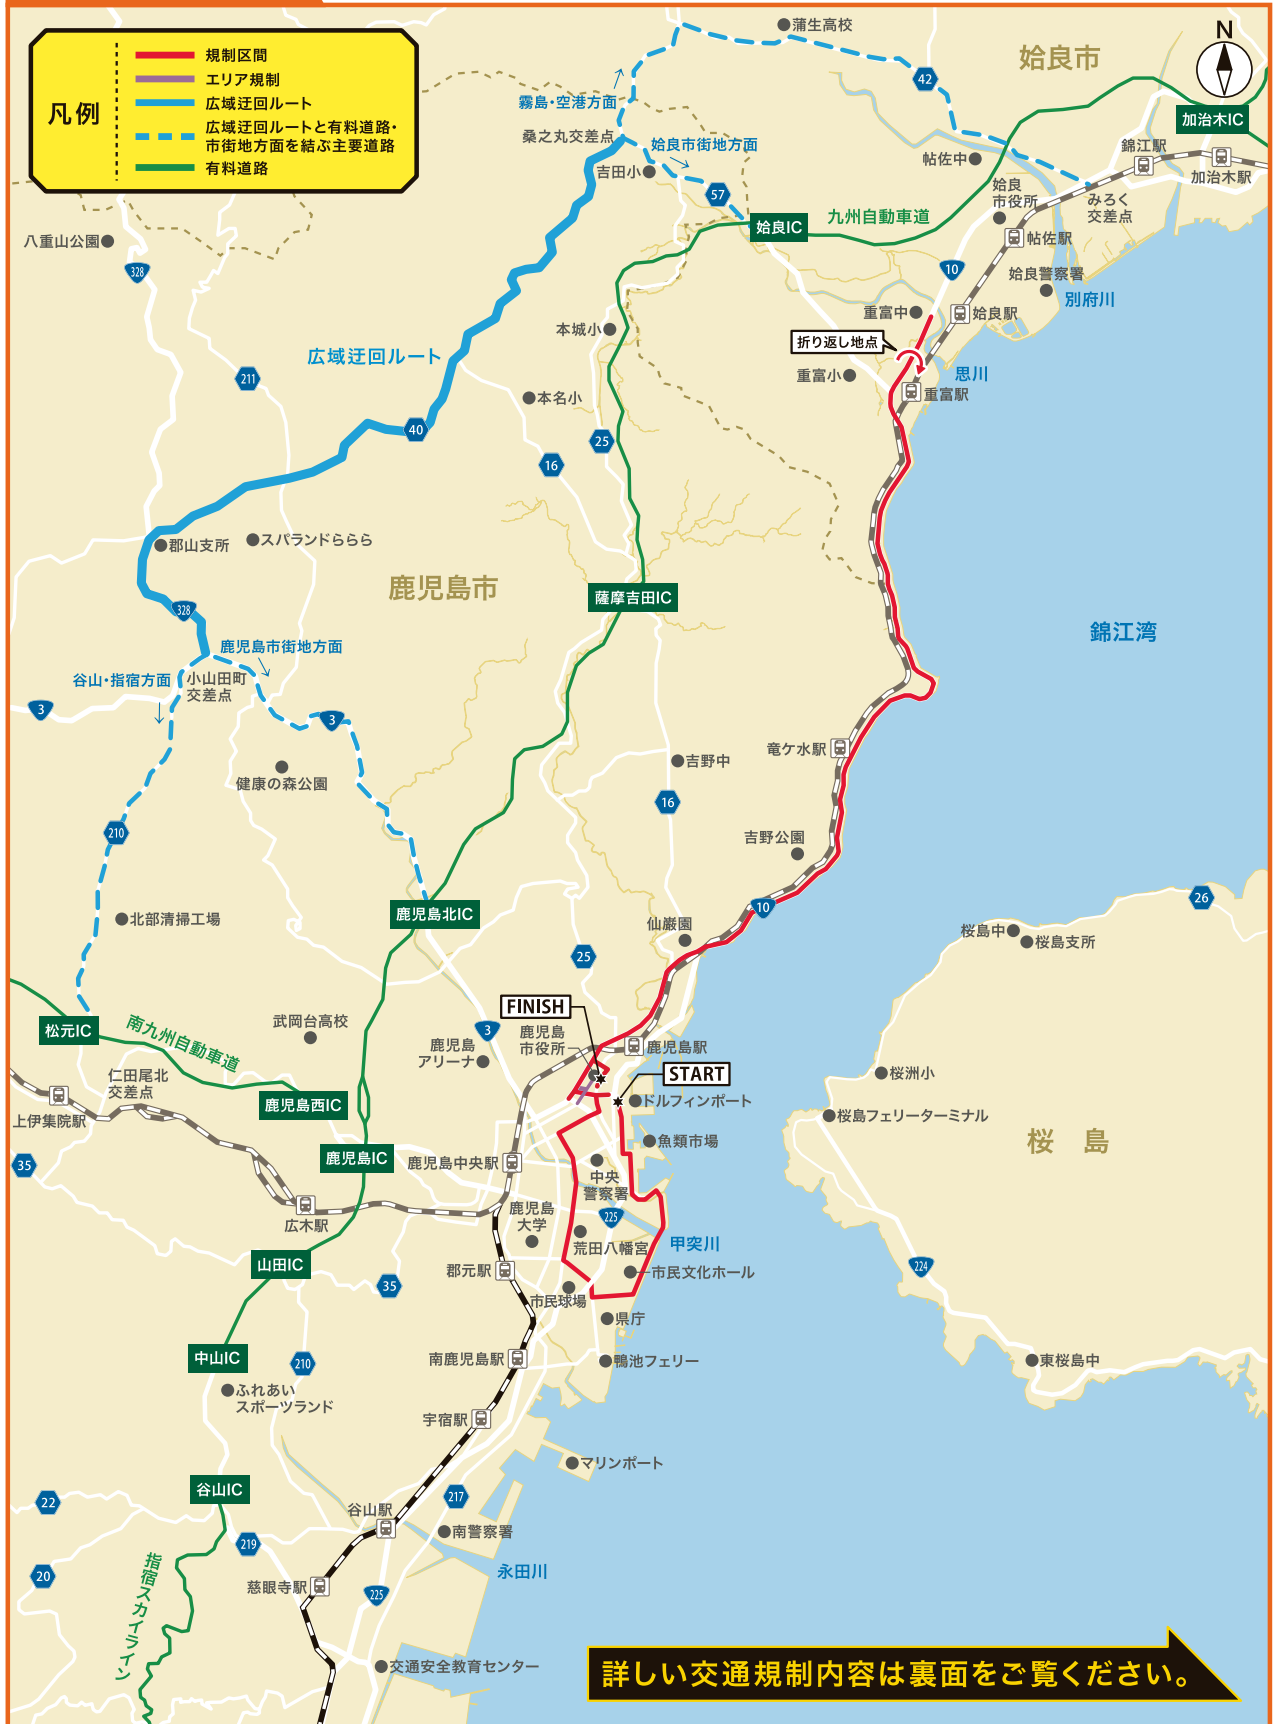 凡例
規制区間
エリア規制
広域迂回ルート
広域迂回ルートと有料道路・
市街地方面を結ぶ主要道路
有料道路
蒲生高校
N
姶良市
42
加治木IC
霧島・空港方面
桑之丸交差点
姶良市街地方面
吉田小
帖佐中
錦江駅
加治木駅
57
姶良
市役所
みろく
交差点
姶良IC
九州自動車道
八重山公園
328
帖佐駅
10
姶良警察署
別府川
重富中
姶良駅
本城小
折り返し地点
広域迂回ルート
211
重富小
思川
重富駅
本名小
40
25
16
郡山支所
スパランドららら
鹿児島市
薩摩吉田IC
328
錦江湾
鹿児島市街地方面
谷山・指宿方面
小山田町
交差点
3
3
竜ケ水駅
吉野中
健康の森公園
16
210
吉野公園
26
鹿児島北IC
10
北部清掃工場
仙巌園
桜島中
桜島支所
25
FINISH
松元IC
南九州自動車道
武岡台高校
3
鹿児島
市役所
鹿児島
アリーナ
鹿児島駅
START
桜洲小
仁田尾北
交差点
鹿児島西IC
ドルフィンポート
上伊集院駅
桜島フェリーターミナル
桜 島
魚類市場
鹿児島IC
35
鹿児島中央駅
中央
警察署
広木駅
鹿児島
大学
225
荒田八幡宮
甲突川
山田IC
35
郡元駅
市民文化ホール
224
市民球場
県庁
中山IC
210
南鹿児島駅
鴨池フェリー
東桜島中
ふれあい
スポーツランド
宇宿駅
マリンポート
谷山IC
22
217
谷山駅
南警察署
219
20
永田川
指宿スカイライン
慈眼寺駅
225
交通安全教育センター
詳しい交通規制内容は裏面をご覧ください。